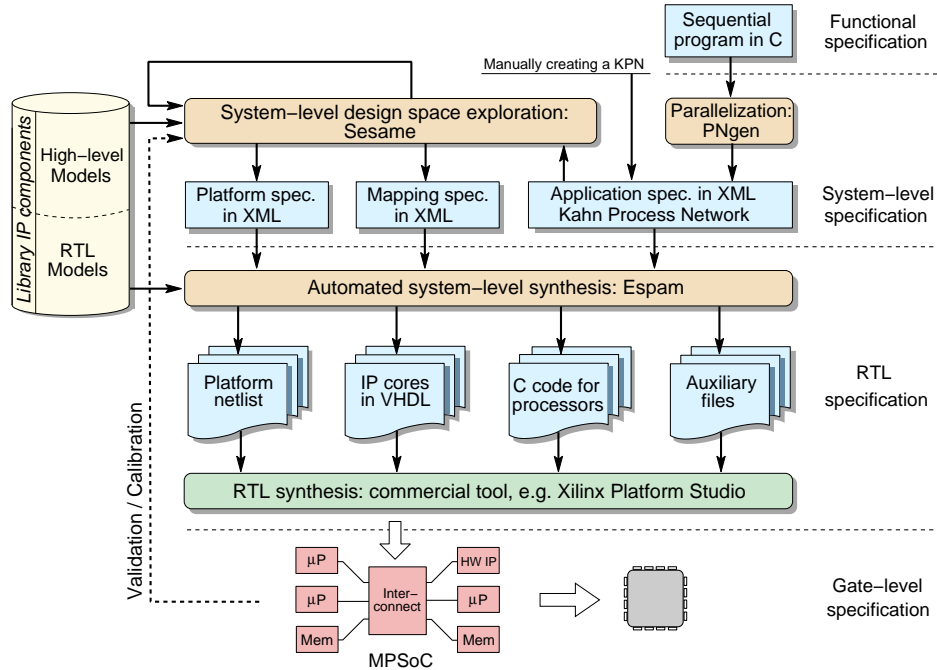 Sequential
program in C
Functional
specification
Manually creating a KPN
System−level design space exploration:
Sesame
Parallelization:
PNgen
Library IP components
High−level
Models
RTL
Models
Platform spec.
in XML
Mapping spec.
in XML
Application spec. in XML
Kahn Process Network
System−level
specification
Automated system−level synthesis: Espam
Platform
netlist
IP cores
in VHDL
C code for
processors
Auxiliary
files
RTL
specification
RTL synthesis: commercial tool, e.g. Xilinx Platform Studio
Validation / Calibration
μP
μP
Mem
Inter−
connect
HW IP
μP
Mem
MPSoC
Gate−level
specification